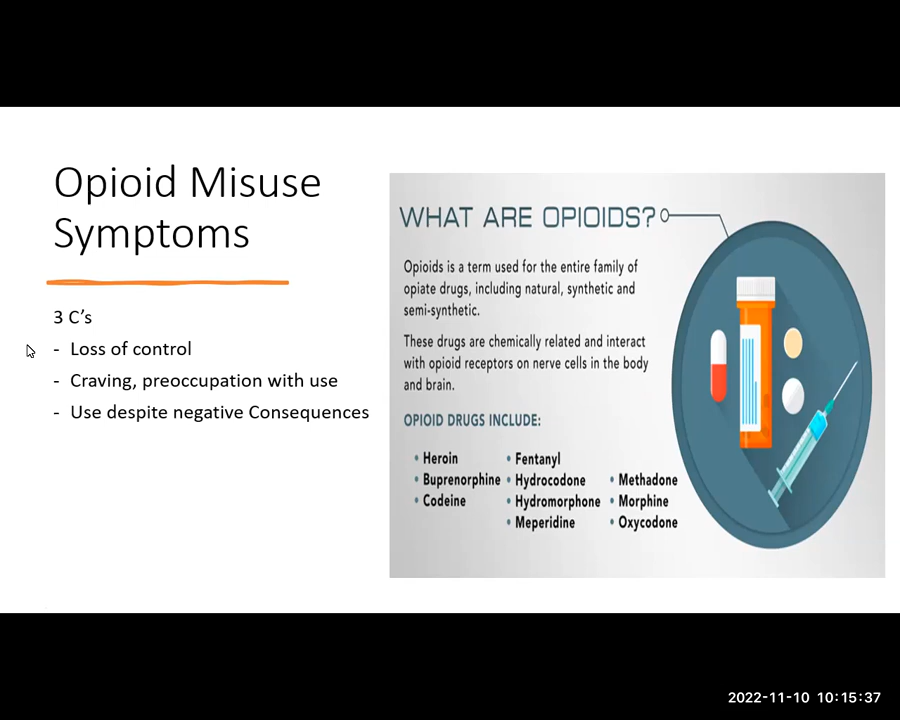 Opioid Misuse
Symptoms
3 C’s
- Loss of control
- Craving, preoccupation with use
- Use despite negative Consequences
WHAT ARE OPIOIDS?
Opioids is a term used for the entire family of
opiate drugs, including natural, synthetic and
semi-synthetic.
These drugs are chemically related and interact
with opioid receptors on nerve cells in the body
and brain.
OPIOID DRUGS INCLUDE:
• Heroin
• Buprenorphine
• Codeine
• Fentanyl
• Hydrocodone
• Hydromorphone
• Meperidine
• Methadone
• Morphine
• Oxycodone
2022-11-10 10:15:37